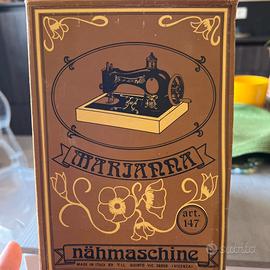 MARIANNA
art.
147
nähmaschine
MADE IN ITALY BY
subito